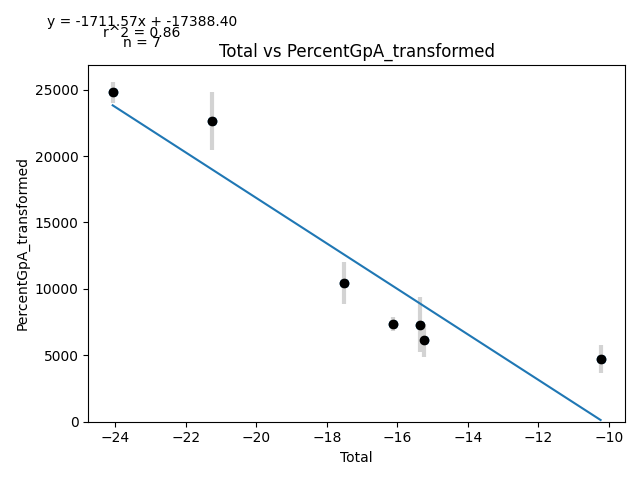 y = -1711.57x + -17388.40
r^2 = 0.86
n = 7
Total vs PercentGpA_transformed
PercentGpA_transformed
25000
20000
15000
10000
5000
0
−24
−22
−20
−18
−16
−14
−12
−10
Total